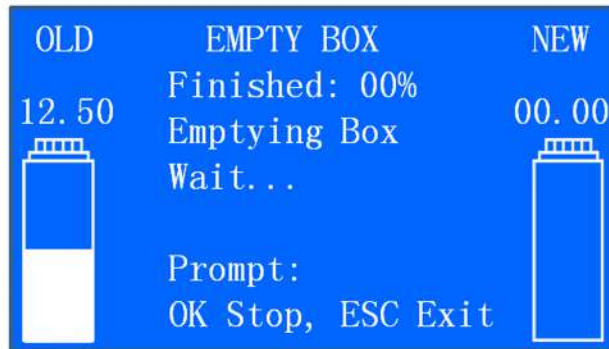 OLD EMPTY BOX NEW
Finished: 00%
12.50 00.00
Emptying Box
Wait...
Prompt:
OK Stop, ESC Exit